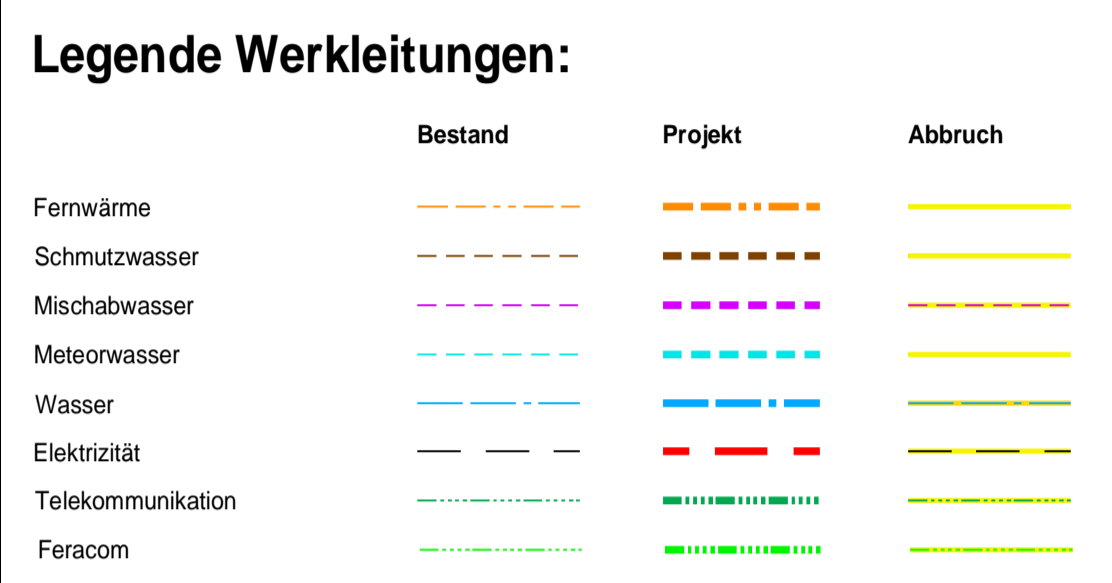 Legende Werkleitungen:
Bestand Projekt Abbruch
Fernwärme
Schmutzwasser
Mischabwasser
Meteorwasser
Wasser
Elektrizität
Telekommunikation
Feracom